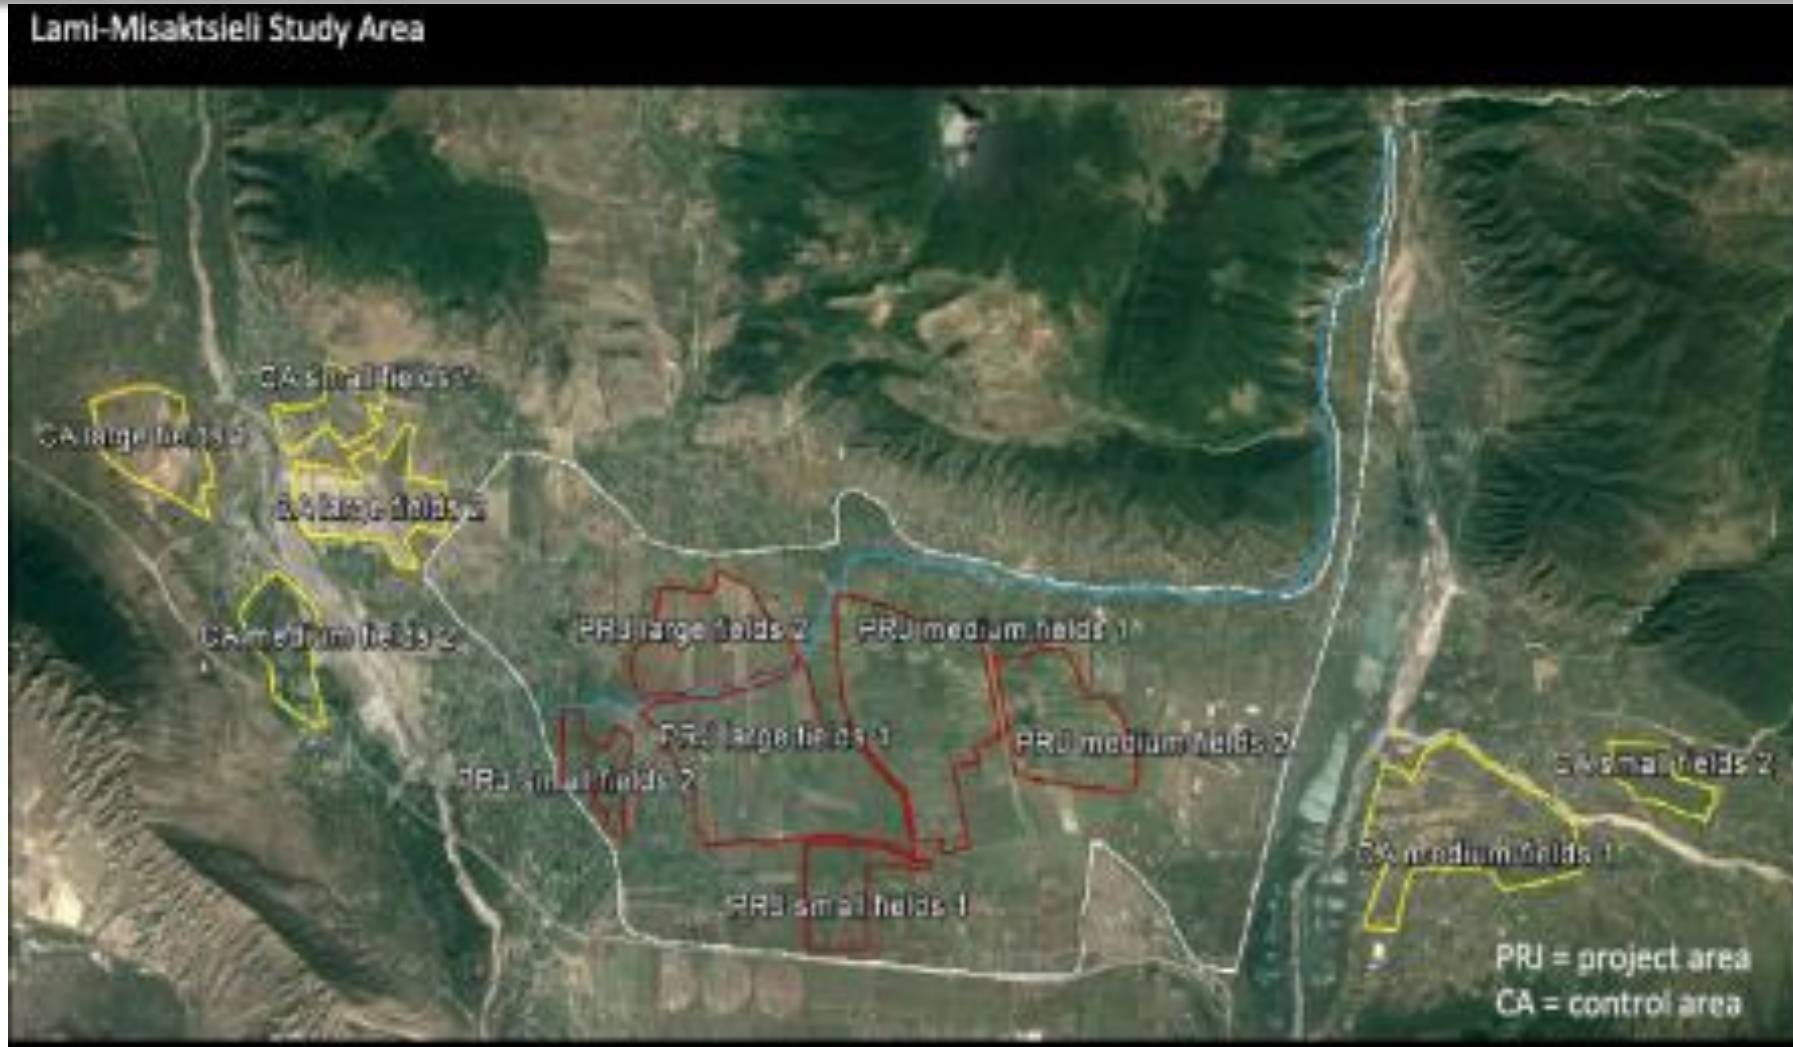 Lami-Misaktsieli Study Area
CA small fields
CA large fields
CA large fields 2
CA medium fields 2
PRJ large fields 2
PRJ medium fields 1
PRJ large fields 1
PRJ medium fields 2
PRJ small fields 2
CA small fields 2
CA medium fields 1
PRJ small fields 1
PRJ = project area
CA = control area